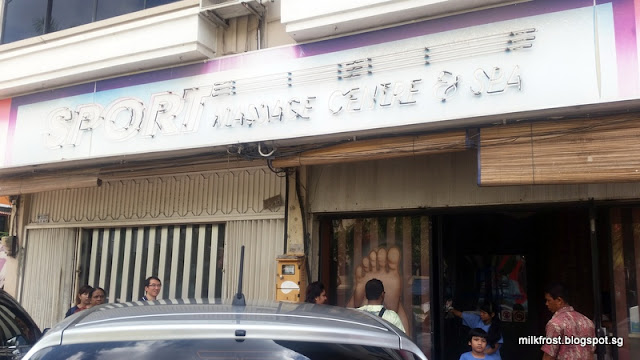 SPORT MASSAGE CENTRE & SPA
milkfrost.blogspot.sg